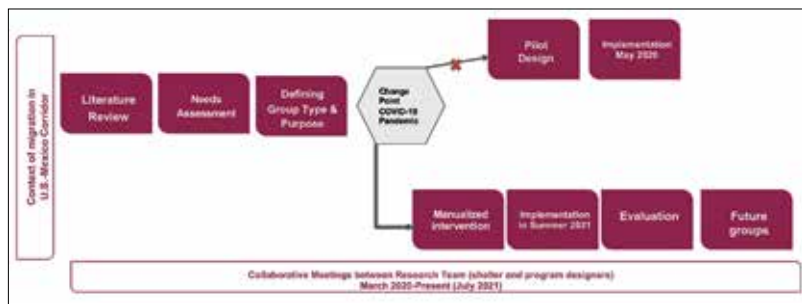 Context of migration in
U.S.-Mexico Corridor
Literature
Review
Needs
Assessment
Defining
Group Type &
Purpose
Change
Point
COVID-19
Pandemic
Pilot
Design
Implementation
May 2020
Manualized
intervention
Implementation
in Summer 2021
Evaluation
Future
groups
Collaborative Meetings between Research Team (shelter and program designers)
March 2020-Present (July 2021)